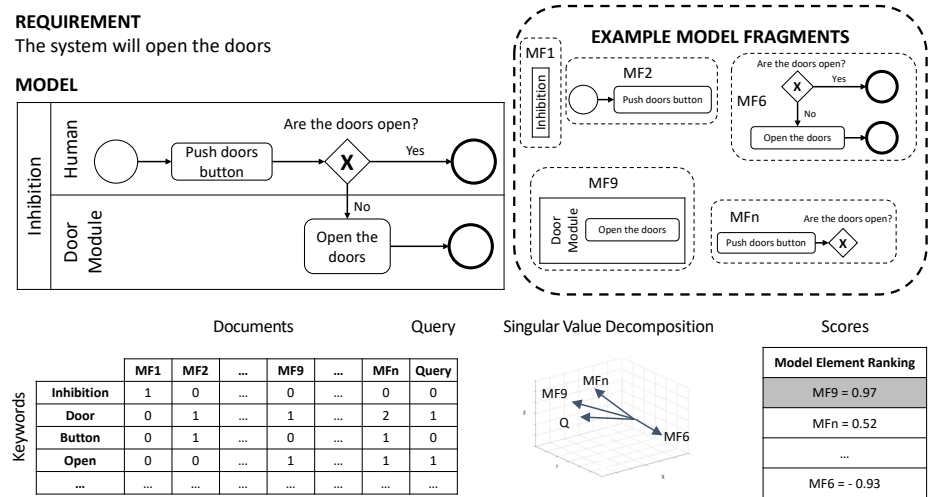 REQUIREMENT
The system will open the doors
MODEL
Inhibition
Human
Push doors
button
Are the doors open?
X
Yes
No
Door
Module
Open the
doors
EXAMPLE MODEL FRAGMENTS
MF1
Inhibition
MF2
Push doors button
MF6
Are the doors open?
X
Yes
No
Open the doors
MF9
Door
Module
Open the doors
MFn
Are the doors open?
Push doors button
X
Documents Query
Keywords
MF1 MF2 ... MF9 ... MFn Query
Inhibition 1 0 ... 0 ... 0 0
Door 0 1 ... 1 ... 2 1
Button 0 1 ... 0 ... 1 0
Open 0 0 ... 1 ... 1 1
... ... ... ... ... ... ... ...
Singular Value Decomposition
MFn
MF9
Q
MF6
Scores
Model Element Ranking
MF9 = 0.97
MFn = 0.52
...
MF6 = - 0.93